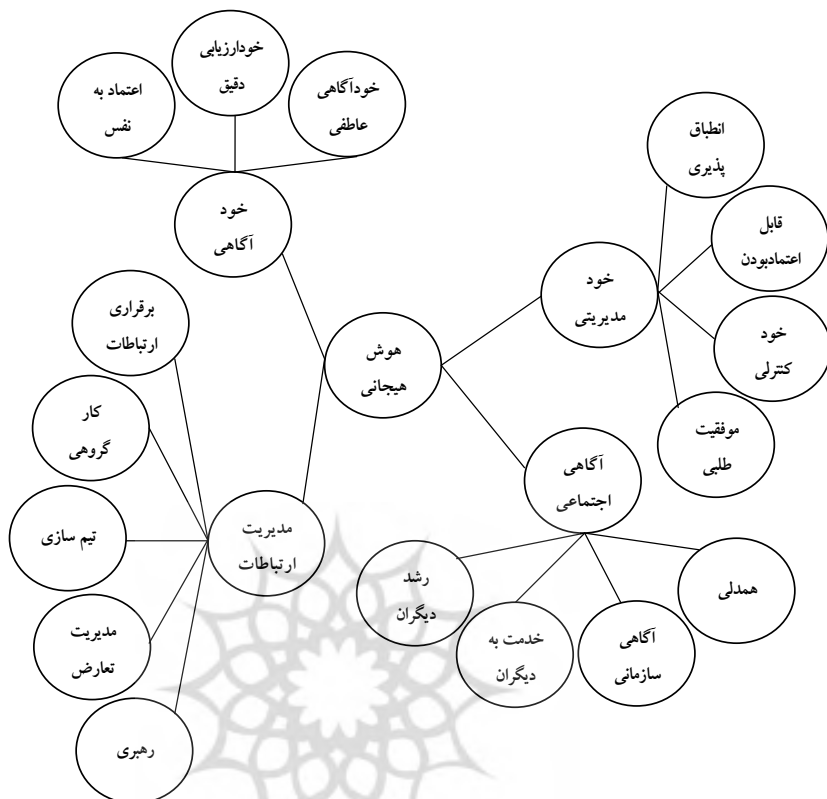 خودارزیابی
دقیق
اعتماد به
نفس
خودآگاهی
عاطفی
خود
آگاهی
انطباق
پذیری
قابل
اعتمادبودن
خود
مدیریتی
خود
کنترلی
موفقیت
طلبی
هوش
هیجانی
برقراری
ارتباطات
کار
گروهی
تیم سازی
مدیریت
تعارض
رهبری
مدیریت
ارتباطات
آگاهی
اجتماعی
همدلی
آگاهی
سازمانی
خدمت به
دیگران
رشد
دیگران